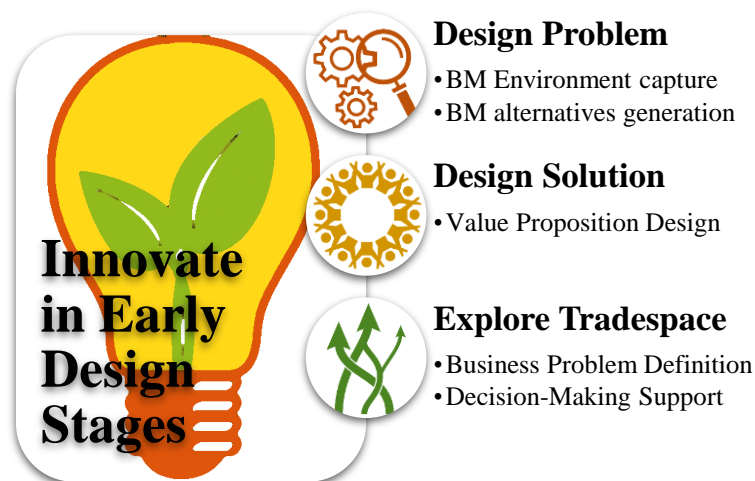 Innovate
in Early
Design
Stages
Design Problem
•BM Environment capture
•BM alternatives generation
Design Solution
•Value Proposition Design
Explore Tradespace
•Business Problem Definition
•Decision-Making Support